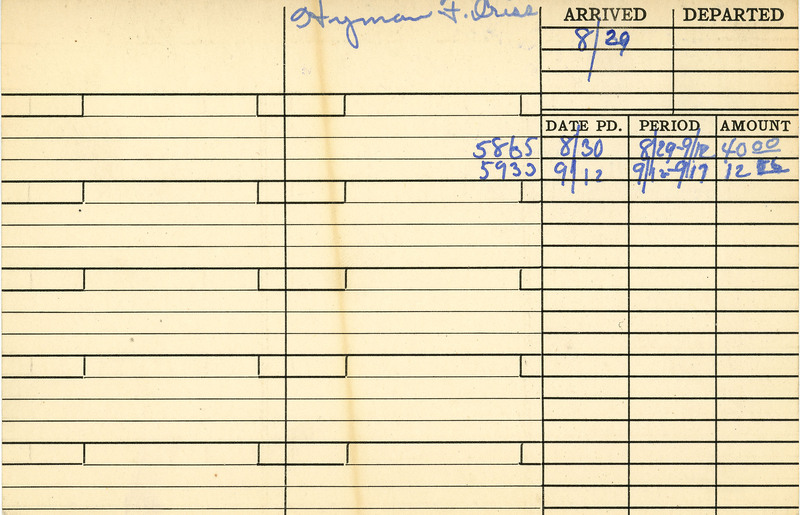 Hyman F.
ARRIVED DEPARTED
8/29
DATE PD. PERIOD AMOUNT
5865 8/30 8/29-9/12 40 00
5933 9/12 9/12-9/17 12